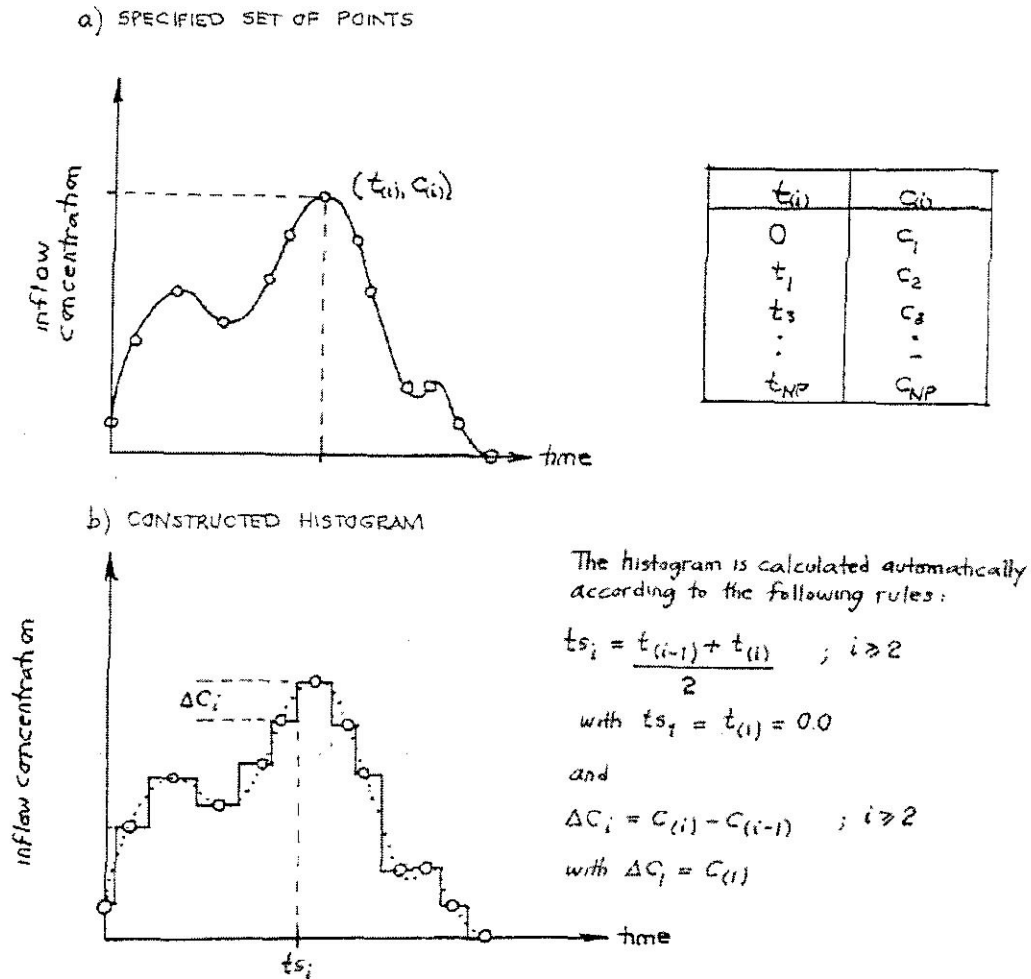 a) SPECIFIED SET OF POINTS
inflow
concentration
(t(i), C(i))
time
t(i) C(i)
0 C1
t1 C2
t3 C3
: :
tNP CNP
b) CONSTRUCTED HISTOGRAM
inflow concentration
ΔCi
tsi
time
The histogram is calculated automatically
according to the following rules:
tsi = t(i-1) + t(i) ; i ≥ 2
2
with ts1 = t(1) = 0.0
and
ΔCi = C(i) - C(i-1) ; i ≥ 2
with ΔC1 = C(1)